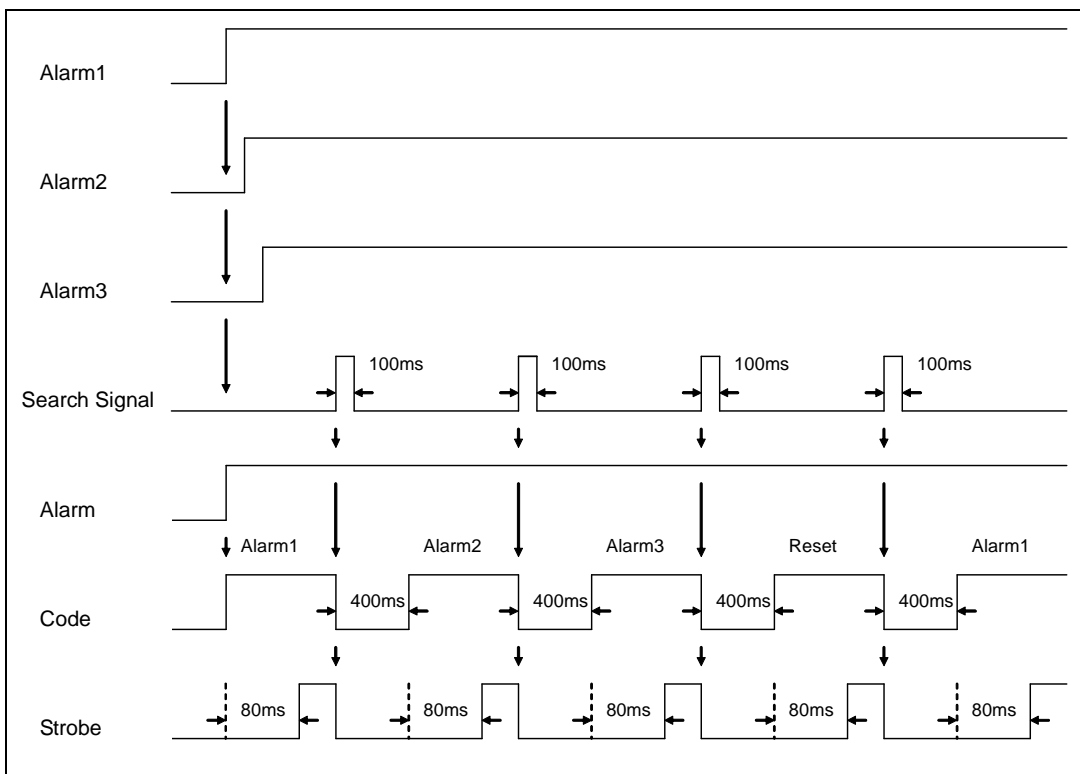 Alarm1
Alarm2
Alarm3
100ms 100ms 100ms 100ms
Search Signal
Alarm
Alarm1 Alarm2 Alarm3 Reset Alarm1
400ms 400ms 400ms 400ms
Code
80ms 80ms 80ms 80ms 80ms
Strobe